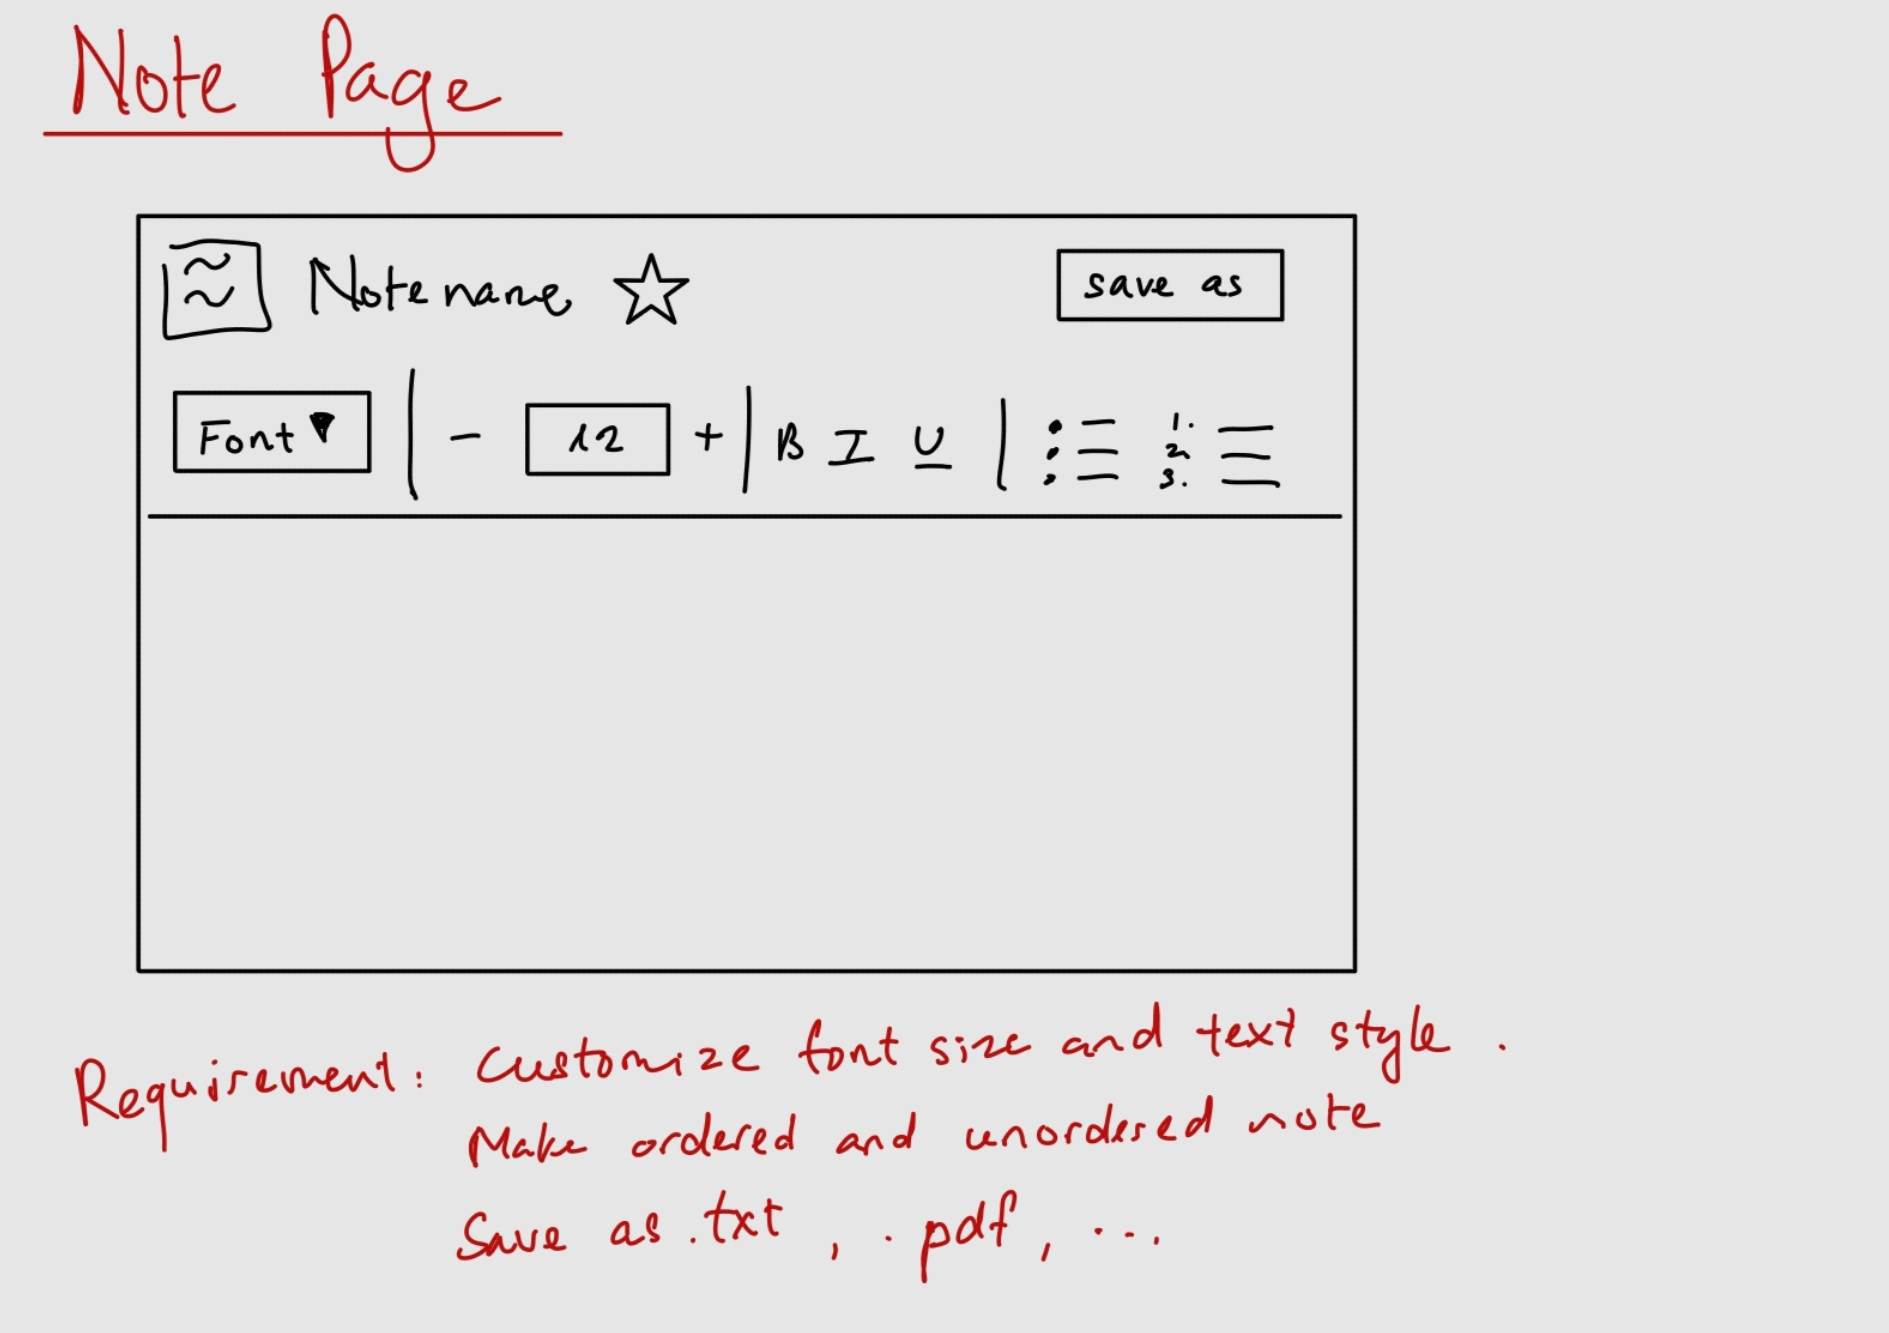 Note Page
Note name
save as
Font
- 12 + B I U
1.
2.
3.
Requirement: Customize font size and text style.
Make ordered and unordered note
Save as .txt, .pdf, ...